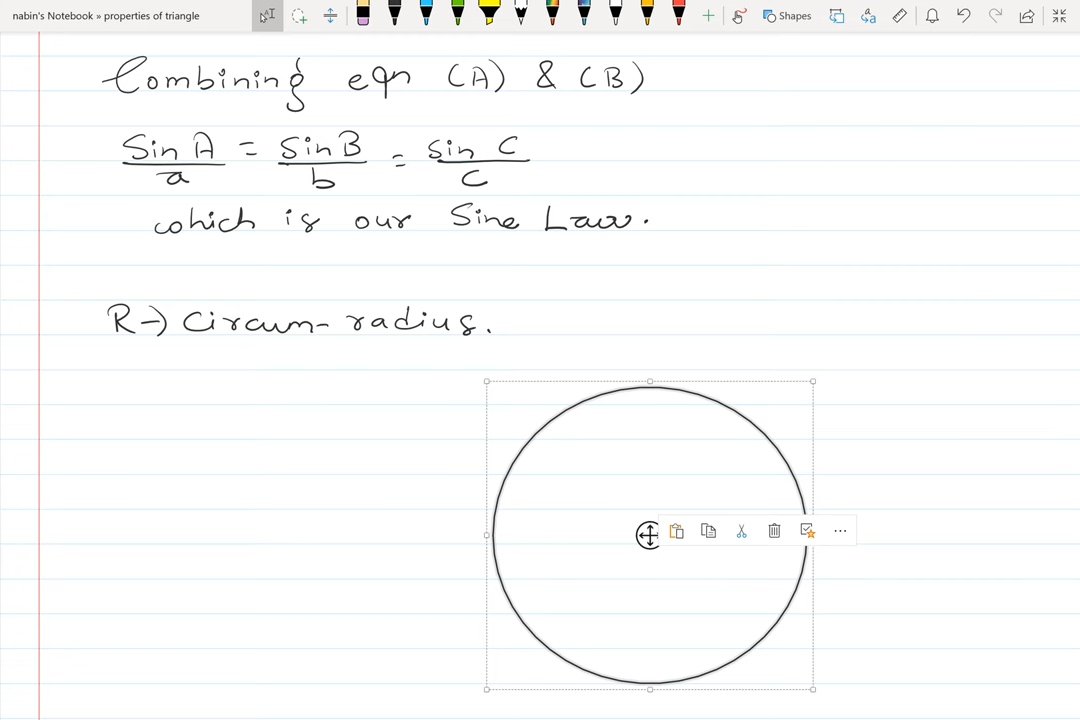 nabin's Notebook » properties of triangle
Shapes
Combining eqn (A) & (B)
Sin A / a = Sin B / b = Sin C / C
which is our Sine Law.
R→ Circum-radius.